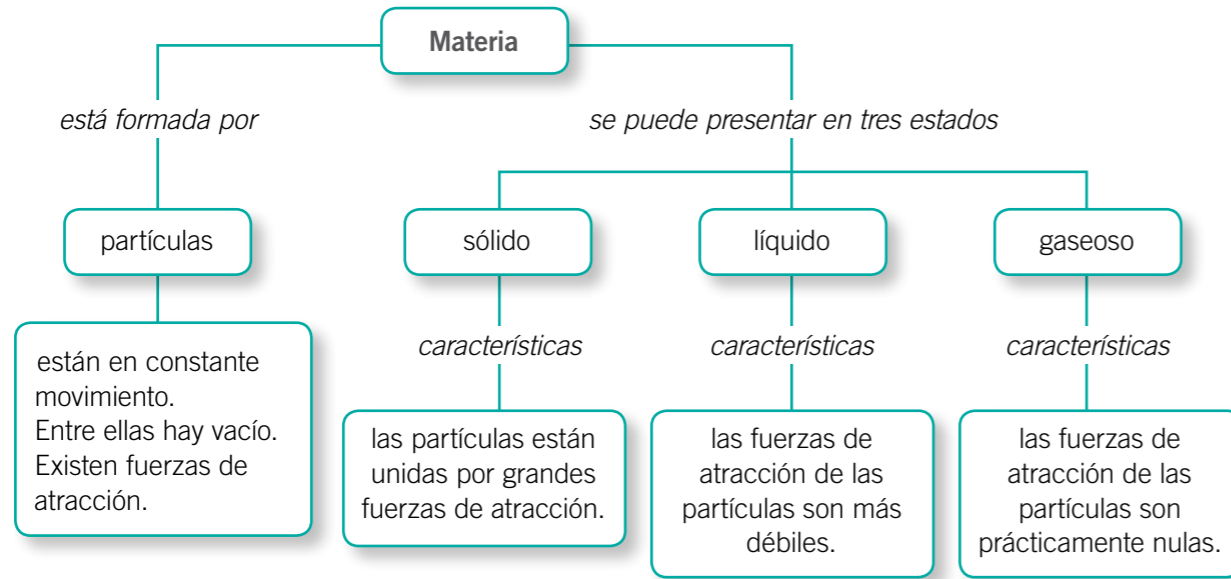 Materia
está formada por
se puede presentar en tres estados
partículas
sólido
líquido
gaseoso
están en constante
movimiento.
Entre ellas hay vacío.
Existen fuerzas de
atracción.
características
características
características
las partículas están
unidas por grandes
fuerzas de atracción.
las fuerzas de
atracción de las
partículas son más
débiles.
las fuerzas de
atracción de las
partículas son
prácticamente nulas.